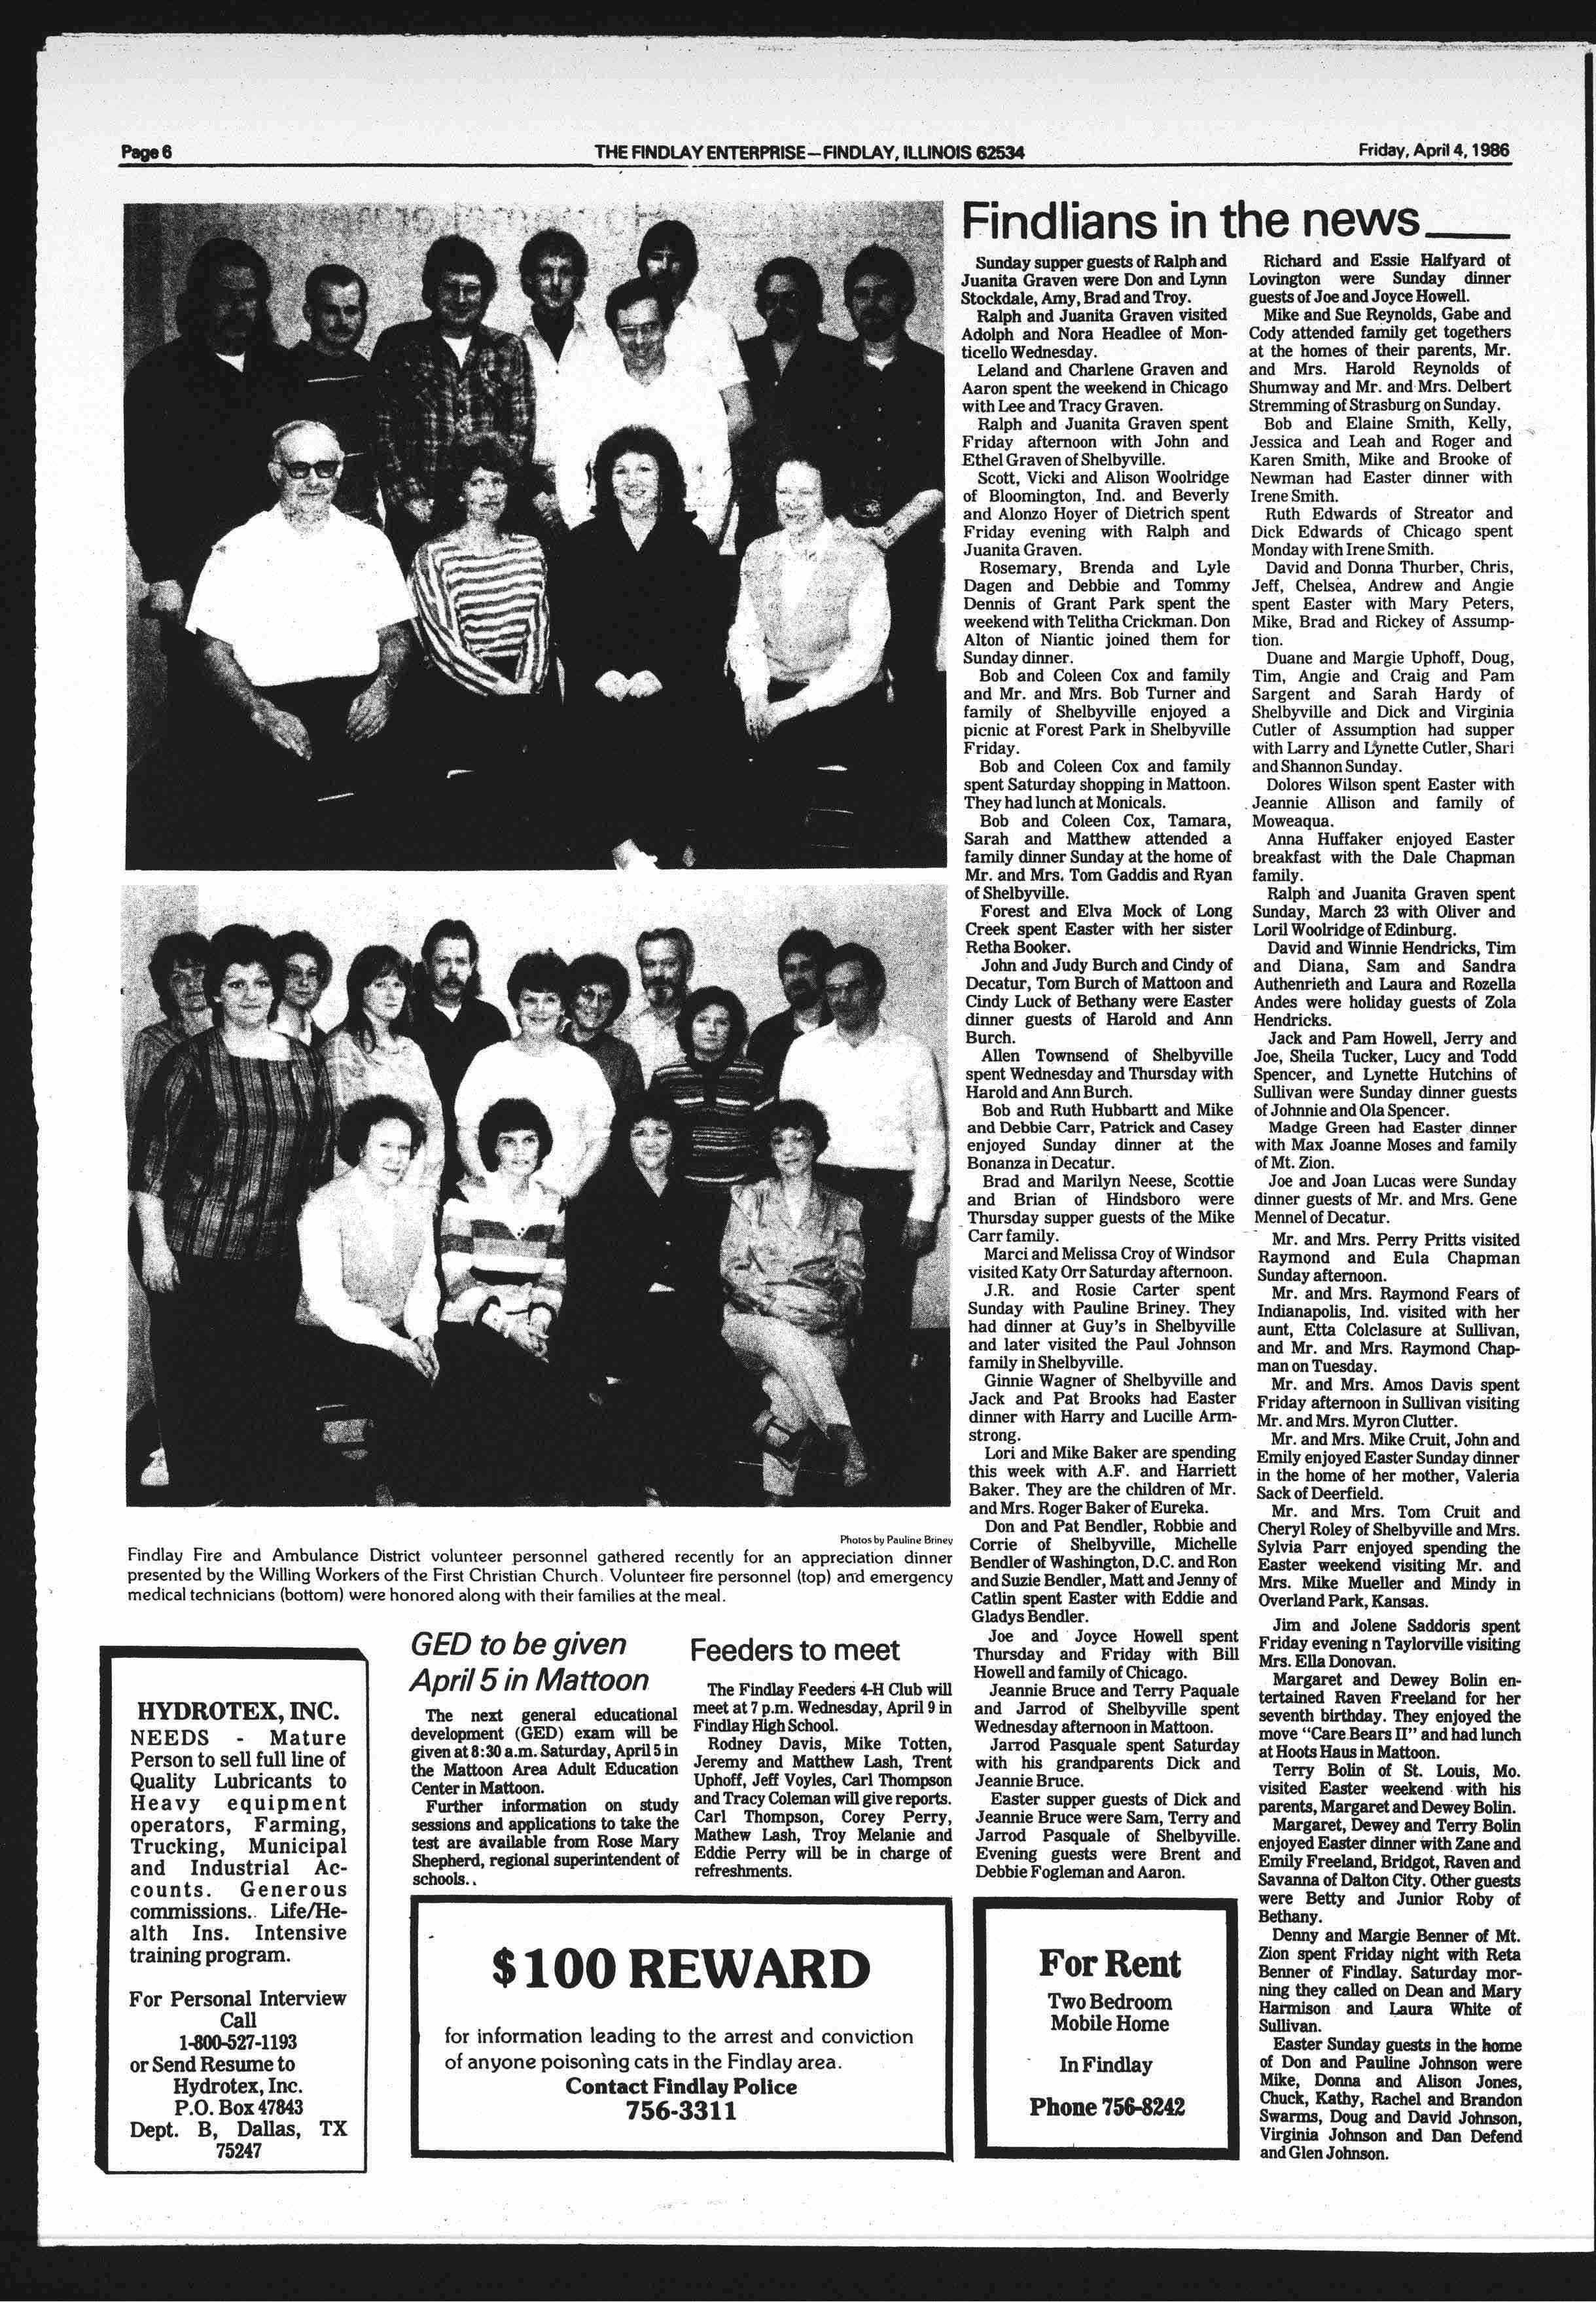 Page 6
THE FINDLAY ENTERPRISE—FINDLAY, ILLINOIS 62534
Friday, April 4, 1986
Photos by Pauline Briney
Findlay Fire and Ambulance District volunteer personnel gathered recently for an appreciation dinner
presented by the Willing Workers of the First Christian Church. Volunteer fire personnel (top) and emergency
medical technicians (bottom) were honored along with their families at the meal.
HYDROTEX, INC.
NEEDS - Mature
Person to sell full line of
Quality Lubricants to
Heavy equipment
operators, Farming,
Trucking, Municipal
and Industrial Ac-
counts. Generous
commissions. Life/He-
alth Ins. Intensive
training program.
For Personal Interview
Call
1-800-527-1193
or Send Resume to
Hydrotex, Inc.
P.O. Box 47843
Dept. B, Dallas, TX
75247
GED to be given
April 5 in Mattoon
The next general educational
development (GED) exam will be
given at 8:30 a.m. Saturday, April 5 in
the Mattoon Area Adult Education
Center in Mattoon.
Further information on study
sessions and applications to take the
test are available from Rose Mary
Shepherd, regional superintendent of
schools..
Feeders to meet
The Findlay Feeders 4-H Club will
meet at 7 p.m. Wednesday, April 9 in
Findlay High School.
Rodney Davis, Mike Totten,
Jeremy and Matthew Lash, Trent
Uphoff, Jeff Voyles, Carl Thompson
and Tracy Coleman will give reports.
Carl Thompson, Corey Perry,
Mathew Lash, Troy Melanie and
Eddie Perry will be in charge of
refreshments.
$100 REWARD
for information leading to the arrest and conviction
of anyone poisoning cats in the Findlay area.
Contact Findlay Police
756-3311
Findlians in the news
Sunday supper guests of Ralph and
Juanita Graven were Don and Lynn
Stockdale, Amy, Brad and Troy.
Ralph and Juanita Graven visited
Adolph and Nora Headlee of Mon-
ticello Wednesday.
Leland and Charlene Graven and
Aaron spent the weekend in Chicago
with Lee and Tracy Graven.
Ralph and Juanita Graven spent
Friday afternoon with John and
Ethel Graven of Shelbyville.
Scott, Vicki and Alison Woolridge
of Bloomington, Ind. and Beverly
and Alonzo Hoyer of Dietrich spent
Friday evening with Ralph and
Juanita Graven.
Rosemary, Brenda and Lyle
Dagen and Debbie and Tommy
Dennis of Grant Park spent the
weekend with Telitha Crickman. Don
Alton of Niantic joined them for
Sunday dinner.
Bob and Coleen Cox and family
and Mr. and Mrs. Bob Turner and
family of Shelbyville enjoyed a
picnic at Forest Park in Shelbyville
Friday.
Bob and Coleen Cox and family
spent Saturday shopping in Mattoon.
They had lunch at Monicals.
Bob and Coleen Cox, Tamara,
Sarah and Matthew attended a
family dinner Sunday at the home of
Mr. and Mrs. Tom Gaddis and Ryan
of Shelbyville.
Forest and Elva Mock of Long
Creek spent Easter with her sister
Retha Booker.
John and Judy Burch and Cindy of
Decatur, Tom Burch of Mattoon and
Cindy Luck of Bethany were Easter
dinner guests of Harold and Ann
Burch.
Allen Townsend of Shelbyville
spent Wednesday and Thursday with
Harold and Ann Burch.
Bob and Ruth Hubbartt and Mike
and Debbie Carr, Patrick and Casey
enjoyed Sunday dinner at the
Bonanza in Decatur.
Brad and Marilyn Neese, Scottie
and Brian of Hindsboro were
Thursday supper guests of the Mike
Carr family.
Marci and Melissa Croy of Windsor
visited Katy Orr Saturday afternoon.
J.R. and Rosie Carter spent
Sunday with Pauline Briney. They
had dinner at Guy's in Shelbyville
and later visited the Paul Johnson
family in Shelbyville.
Ginnie Wagner of Shelbyville and
Jack and Pat Brooks had Easter
dinner with Harry and Lucille Arm-
strong.
Lori and Mike Baker are spending
this week with A.F. and Harriett
Baker. They are the children of Mr.
and Mrs. Roger Baker of Eureka.
Don and Pat Bendler, Robbie and
Corrie of Shelbyville, Michelle
Bendler of Washington, D.C. and Ron
and Suzie Bendler, Matt and Jenny of
Catlin spent Easter with Eddie and
Gladys Bendler.
Joe and Joyce Howell spent
Thursday and Friday with Bill
Howell and family of Chicago.
Jeannie Bruce and Terry Paquale
and Jarrod of Shelbyville spent
Wednesday afternoon in Mattoon.
Jarrod Pasquale spent Saturday
with his grandparents Dick and
Jeannie Bruce.
Easter supper guests of Dick and
Jeannie Bruce were Sam, Terry and
Jarrod Pasquale of Shelbyville.
Evening guests were Brent and
Debbie Fogleman and Aaron.
For Rent
Two Bedroom
Mobile Home
In Findlay
Phone 756-8242
Richard and Essie Halfyard of
Lovington were Sunday dinner
guests of Joe and Joyce Howell.
Mike and Sue Reynolds, Gabe and
Cody attended family get togethers
at the homes of their parents, Mr.
and Mrs. Harold Reynolds of
Shumway and Mr. and Mrs. Delbert
Stremming of Strasburg on Sunday.
Bob and Elaine Smith, Kelly,
Jessica and Leah and Roger and
Karen Smith, Mike and Brooke of
Newman had Easter dinner with
Irene Smith.
Ruth Edwards of Streator and
Dick Edwards of Chicago spent
Monday with Irene Smith.
David and Donna Thurber, Chris,
Jeff, Chelsea, Andrew and Angie
spent Easter with Mary Peters,
Mike, Brad and Rickey of Assump-
tion.
Duane and Margie Uphoff, Doug,
Tim, Angie and Craig and Pam
Sargent and Sarah Hardy of
Shelbyville and Dick and Virginia
Cutler of Assumption had supper
with Larry and Lynette Cutler, Shari
and Shannon Sunday.
Dolores Wilson spent Easter with
Jeannie Allison and family of
Moweaqua.
Anna Huffaker enjoyed Easter
breakfast with the Dale Chapman
family.
Ralph and Juanita Graven spent
Sunday, March 23 with Oliver and
Loril Woolridge of Edinburg.
David and Winnie Hendricks, Tim
and Diana, Sam and Sandra
Authenrieth and Laura and Rozella
Andes were holiday guests of Zola
Hendricks.
Jack and Pam Howell, Jerry and
Joe, Sheila Tucker, Lucy and Todd
Spencer, and Lynette Hutchins of
Sullivan were Sunday dinner guests
of Johnnie and Ola Spencer.
Madge Green had Easter dinner
with Max Joanne Moses and family
of Mt. Zion.
Joe and Joan Lucas were Sunday
dinner guests of Mr. and Mrs. Gene
Mennel of Decatur.
Mr. and Mrs. Perry Pritts visited
Raymond and Eula Chapman
Sunday afternoon.
Mr. and Mrs. Raymond Fears of
Indianapolis, Ind. visited with her
aunt, Etta Colclasure at Sullivan,
and Mr. and Mrs. Raymond Chap-
man on Tuesday.
Mr. and Mrs. Amos Davis spent
Friday afternoon in Sullivan visiting
Mr. and Mrs. Myron Clutter.
Mr. and Mrs. Mike Cruit, John and
Emily enjoyed Easter Sunday dinner
in the home of her mother, Valeria
Sack of Deerfield.
Mr. and Mrs. Tom Cruit and
Cheryl Roley of Shelbyville and Mrs.
Sylvia Parr enjoyed spending the
Easter weekend visiting Mr. and
Mrs. Mike Mueller and Mindy in
Overland Park, Kansas.
Jim and Jolene Saddoris spent
Friday evening n Taylorville visiting
Mrs. Ella Donovan.
Margaret and Dewey Bolin en-
tertained Raven Freeland for her
seventh birthday. They enjoyed the
move "Care Bears II" and had lunch
at Hoots Haus in Mattoon.
Terry Bolin of St. Louis, Mo.
visited Easter weekend with his
parents, Margaret and Dewey Bolin.
Margaret, Dewey and Terry Bolin
enjoyed Easter dinner with Zane and
Emily Freeland, Bridgot, Raven and
Savanna of Dalton City. Other guests
were Betty and Junior Roby of
Bethany.
Denny and Margie Benner of Mt.
Zion spent Friday night with Reta
Benner of Findlay. Saturday mor-
ning they called on Dean and Mary
Harmison and Laura White of
Sullivan.
Easter Sunday guests in the home
of Don and Pauline Johnson were
Mike, Donna and Alison Jones,
Chuck, Kathy, Rachel and Brandon
Swarms, Doug and David Johnson,
Virginia Johnson and Dan Defend
and Glen Johnson.